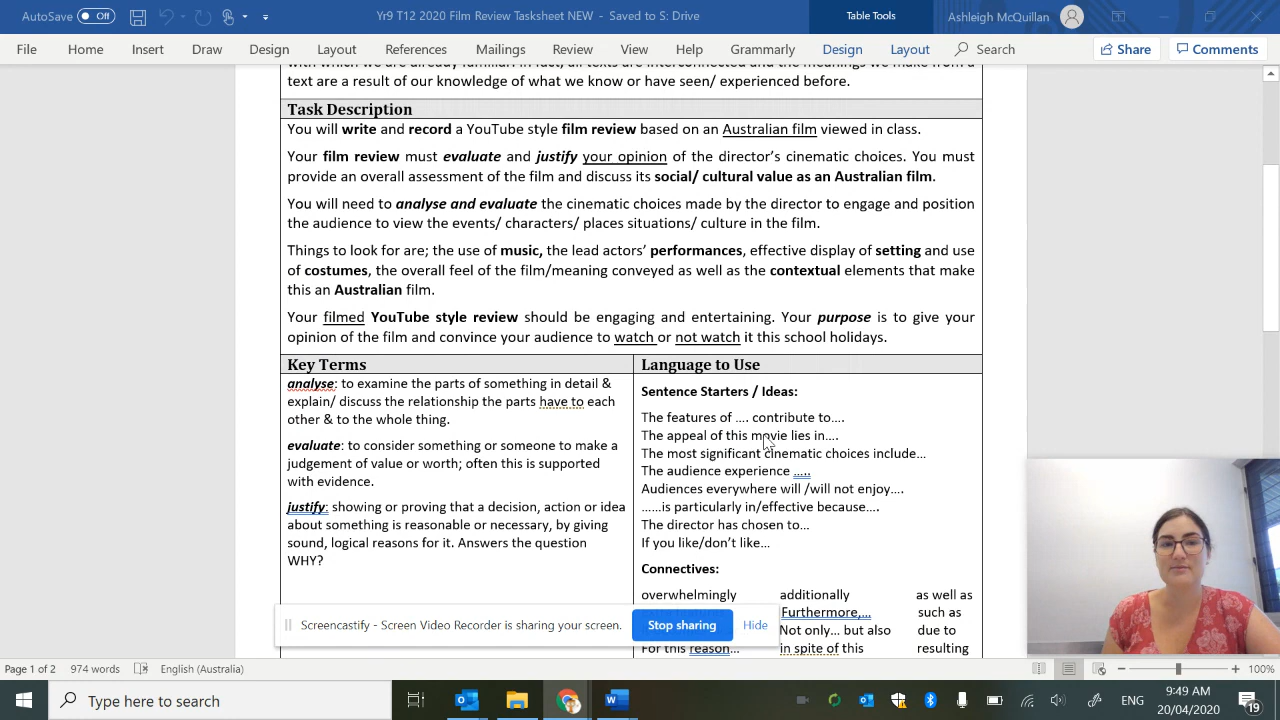 AutoSave Off Yr9 T12 2020 Film Review Tasksheet NEW - Saved to S: Drive Table Tools Ashleigh McQuillan
File Home Insert Draw Design Layout References Mailings Review View Help Grammarly Design Layout Search Share Comments
text are a result of our knowledge of what we know or have seen/ experienced before.
Task Description
You will write and record a YouTube style film review based on an Australian film viewed in class.
Your film review must evaluate and justify your opinion of the director's cinematic choices. You must
provide an overall assessment of the film and discuss its social/ cultural value as an Australian film.
You will need to analyse and evaluate the cinematic choices made by the director to engage and position
the audience to view the events/ characters/ places situations/ culture in the film.
Things to look for are; the use of music, the lead actors' performances, effective display of setting and use
of costumes, the overall feel of the film/meaning conveyed as well as the contextual elements that make
this an Australian film.
Your filmed YouTube style review should be engaging and entertaining. Your purpose is to give your
opinion of the film and convince your audience to watch or not watch it this school holidays.
Key Terms
analyse: to examine the parts of something in detail &
explain/ discuss the relationship the parts have to each
other & to the whole thing.
evaluate: to consider something or someone to make a
judgement of value or worth; often this is supported
with evidence.
justify: showing or proving that a decision, action or idea
about something is reasonable or necessary, by giving
sound, logical reasons for it. Answers the question
WHY?
Language to Use
Sentence Starters / Ideas:
The features of .... contribute to....
The appeal of this movie lies in....
The most significant cinematic choices include...
The audience experience .....
Audiences everywhere will /will not enjoy....
......is particularly in/effective because....
The director has chosen to...
If you like/don't like...
Connectives:
overwhelmingly additionally as well as
Furthermore,... such as
Not only... but also due to
For this reason... in spite of this resulting
Screencastify - Screen Video Recorder is sharing your screen. Stop sharing Hide
Page 1 of 2 974 words English (Australia) 100%
Type here to search ENG 9:49 AM
20/04/2020 19